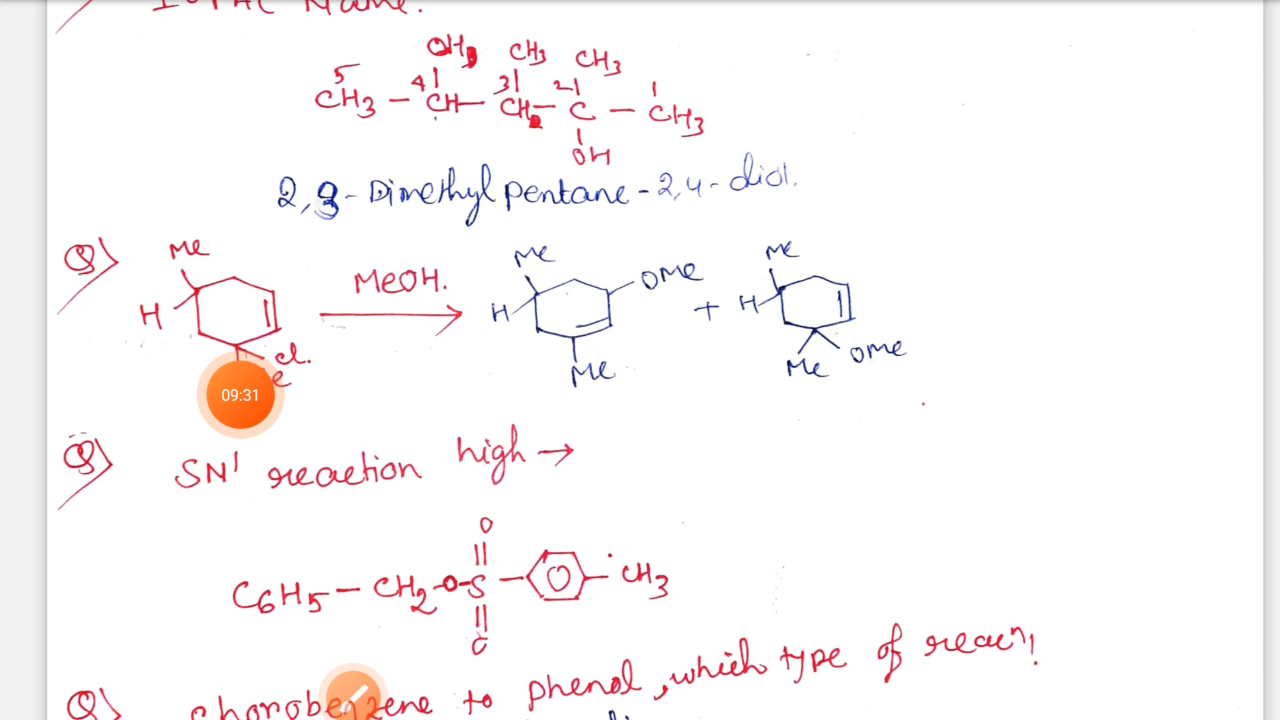 IUPAC Name.
OH CH3 CH3
5 4 3 2 1
CH3 - CH - CH - C - CH3
OH
2,3-Dimethyl pentane-2,4-diol.
Q) Me H Cl. MeOH. Me H OMe Me + Me H Me OMe
Q) SN1 reaction high →
O
C6H5 - CH2-O-S CH3
O
Q) to phenol, which type of reacn!
09:31